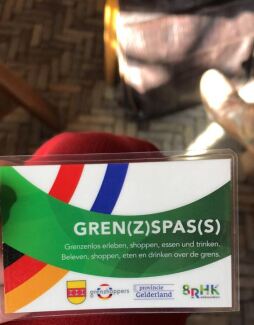 GREN(Z)SPAS(S)
Grenzenlos erleben, shoppen, essen und trinken.
Beleven, shoppen, eten en drinken over de grens.
grenzhoppers
provincie
Gelderland
8RHK